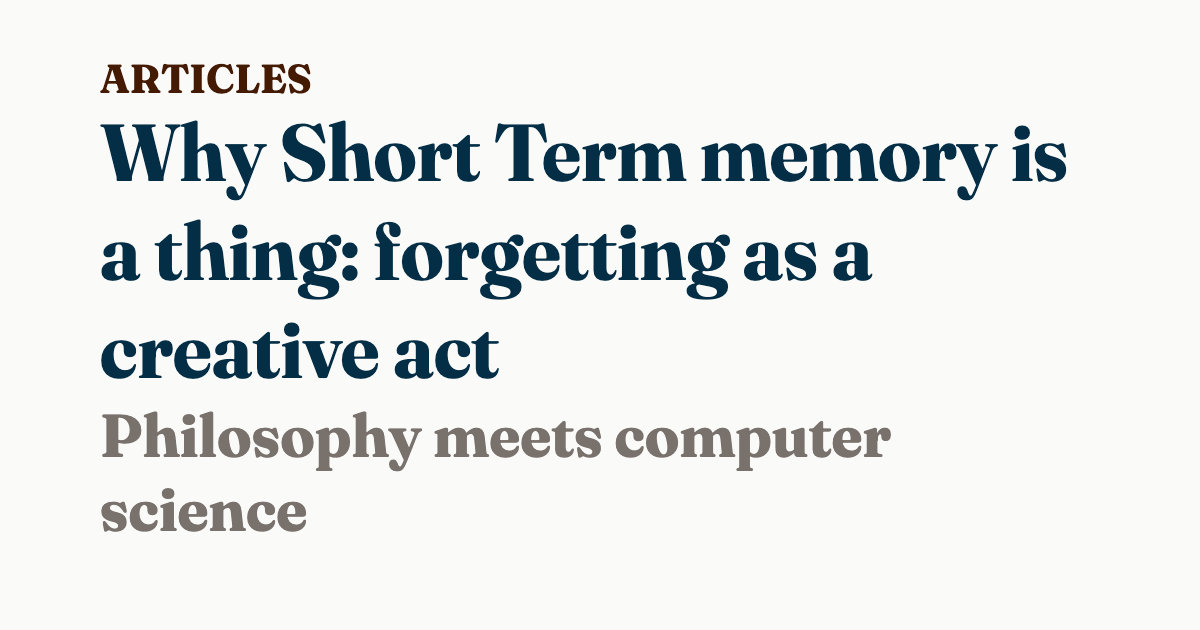 ARTICLES
Why Short Term memory is
a thing: forgetting as a
creative act
Philosophy meets computer
science